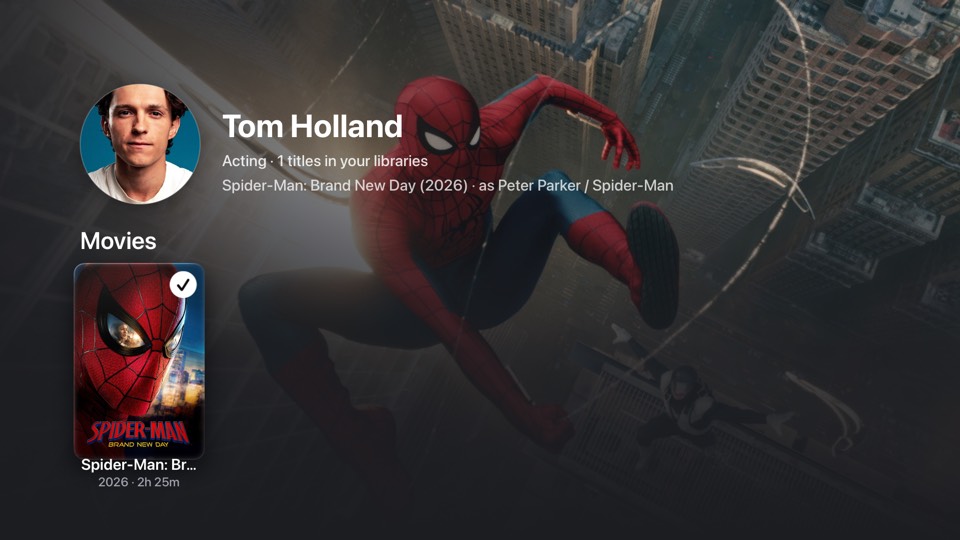 Tom Holland
Acting · 1 titles in your libraries
Spider-Man: Brand New Day (2026) · as Peter Parker / Spider-Man
Movies
SPIDER-MAN
BRAND NEW DAY
Spider-Man: Br...
2026 · 2h 25m